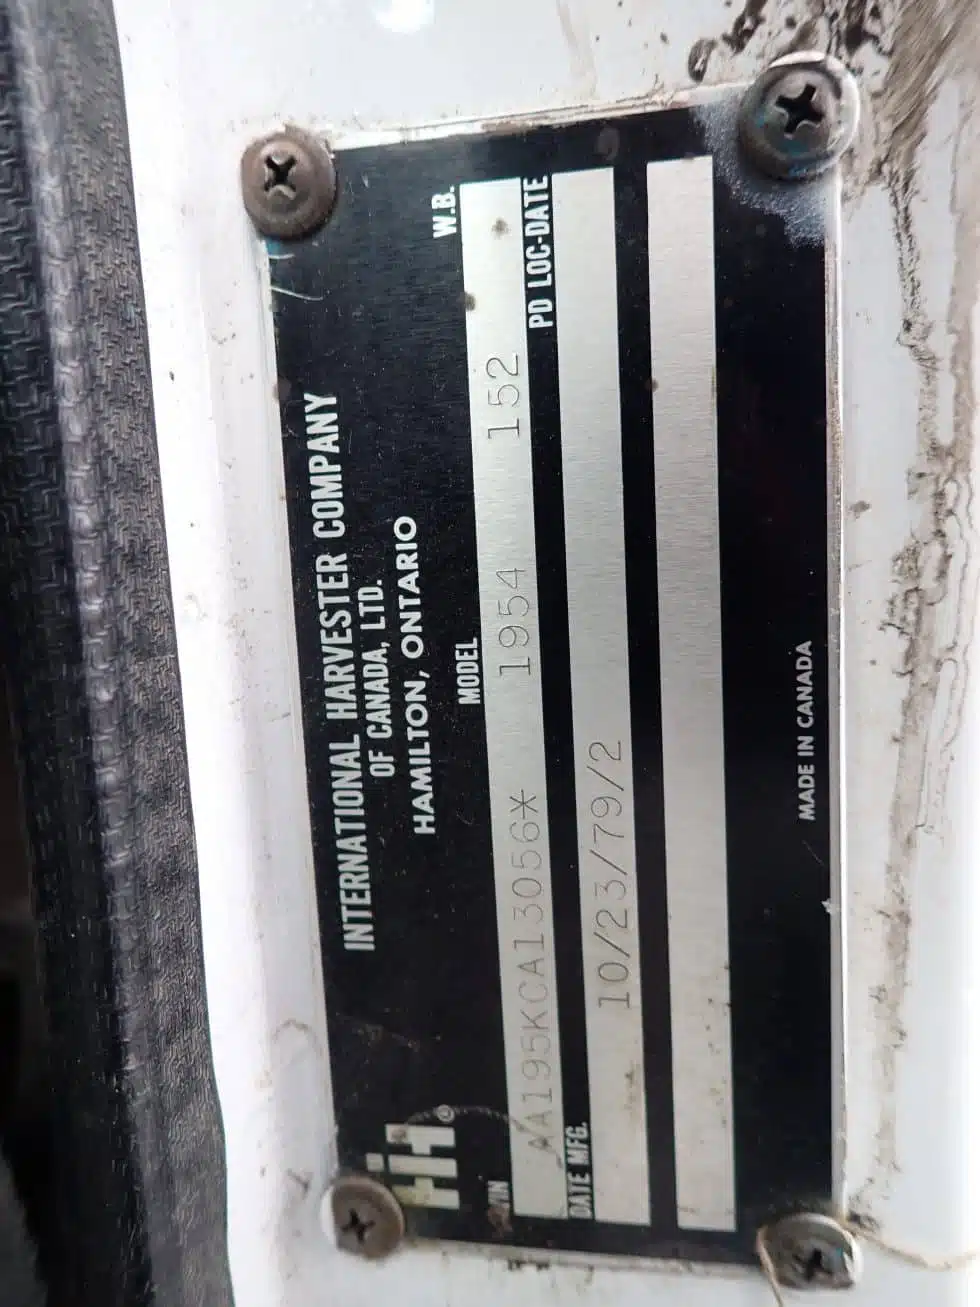 INTERNATIONAL HARVESTER COMPANY
OF CANADA, LTD.
HAMILTON, ONTARIO
IH®
VIN MODEL W.B.
AA195KCA13056* 1954 152
DATE MFG. PD LOC-DATE
10/23/79/2
MADE IN CANADA